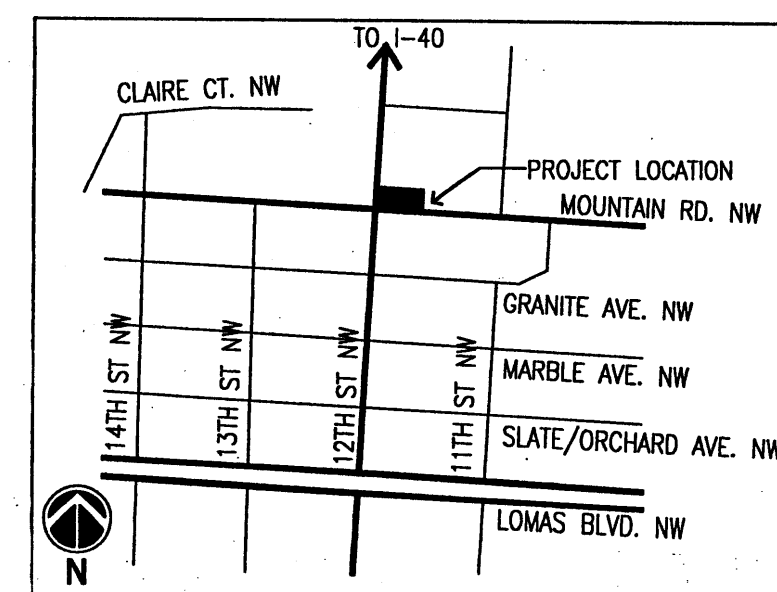 TO I-40
CLAIRE CT. NW
PROJECT LOCATION
MOUNTAIN RD. NW
GRANITE AVE. NW
MARBLE AVE. NW
14TH ST NW
13TH ST NW
12TH ST NW
11TH ST NW
SLATE/ORCHARD AVE. NW
LOMAS BLVD. NW
N